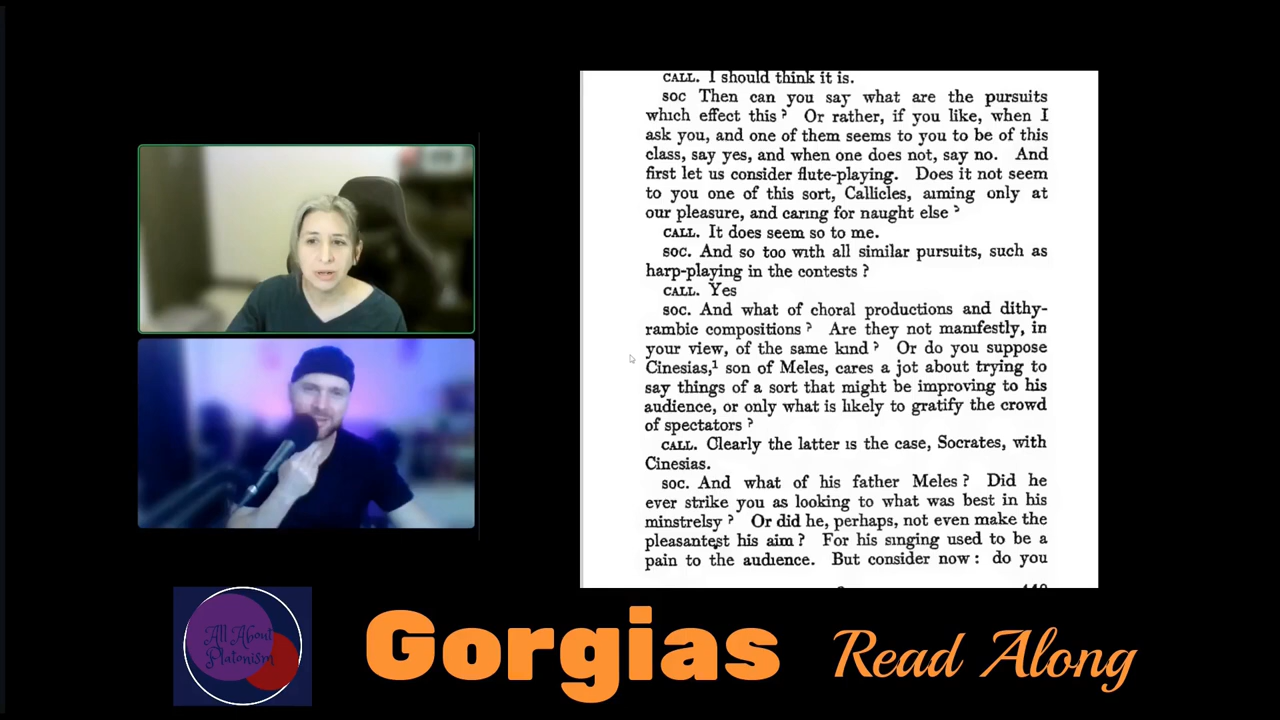 CALL. I should think it is.
SOC Then can you say what are the pursuits
which effect this ? Or rather, if you like, when I
ask you, and one of them seems to you to be of this
class, say yes, and when one does not, say no. And
first let us consider flute-playing. Does it not seem
to you one of this sort, Callicles, aiming only at
our pleasure, and caring for naught else ?
CALL. It does seem so to me.
SOC. And so too with all similar pursuits, such as
harp-playing in the contests ?
CALL. Yes
SOC. And what of choral productions and dithy-
rambic compositions ? Are they not manifestly, in
your view, of the same kind ? Or do you suppose
Cinesias,¹ son of Meles, cares a jot about trying to
say things of a sort that might be improving to his
audience, or only what is likely to gratify the crowd
of spectators ?
CALL. Clearly the latter is the case, Socrates, with
Cinesias.
SOC. And what of his father Meles ? Did he
ever strike you as looking to what was best in his
minstrelsy ? Or did he, perhaps, not even make the
pleasantest his aim ? For his singing used to be a
pain to the audience. But consider now : do you
All About
Platonism
Gorgias Read Along